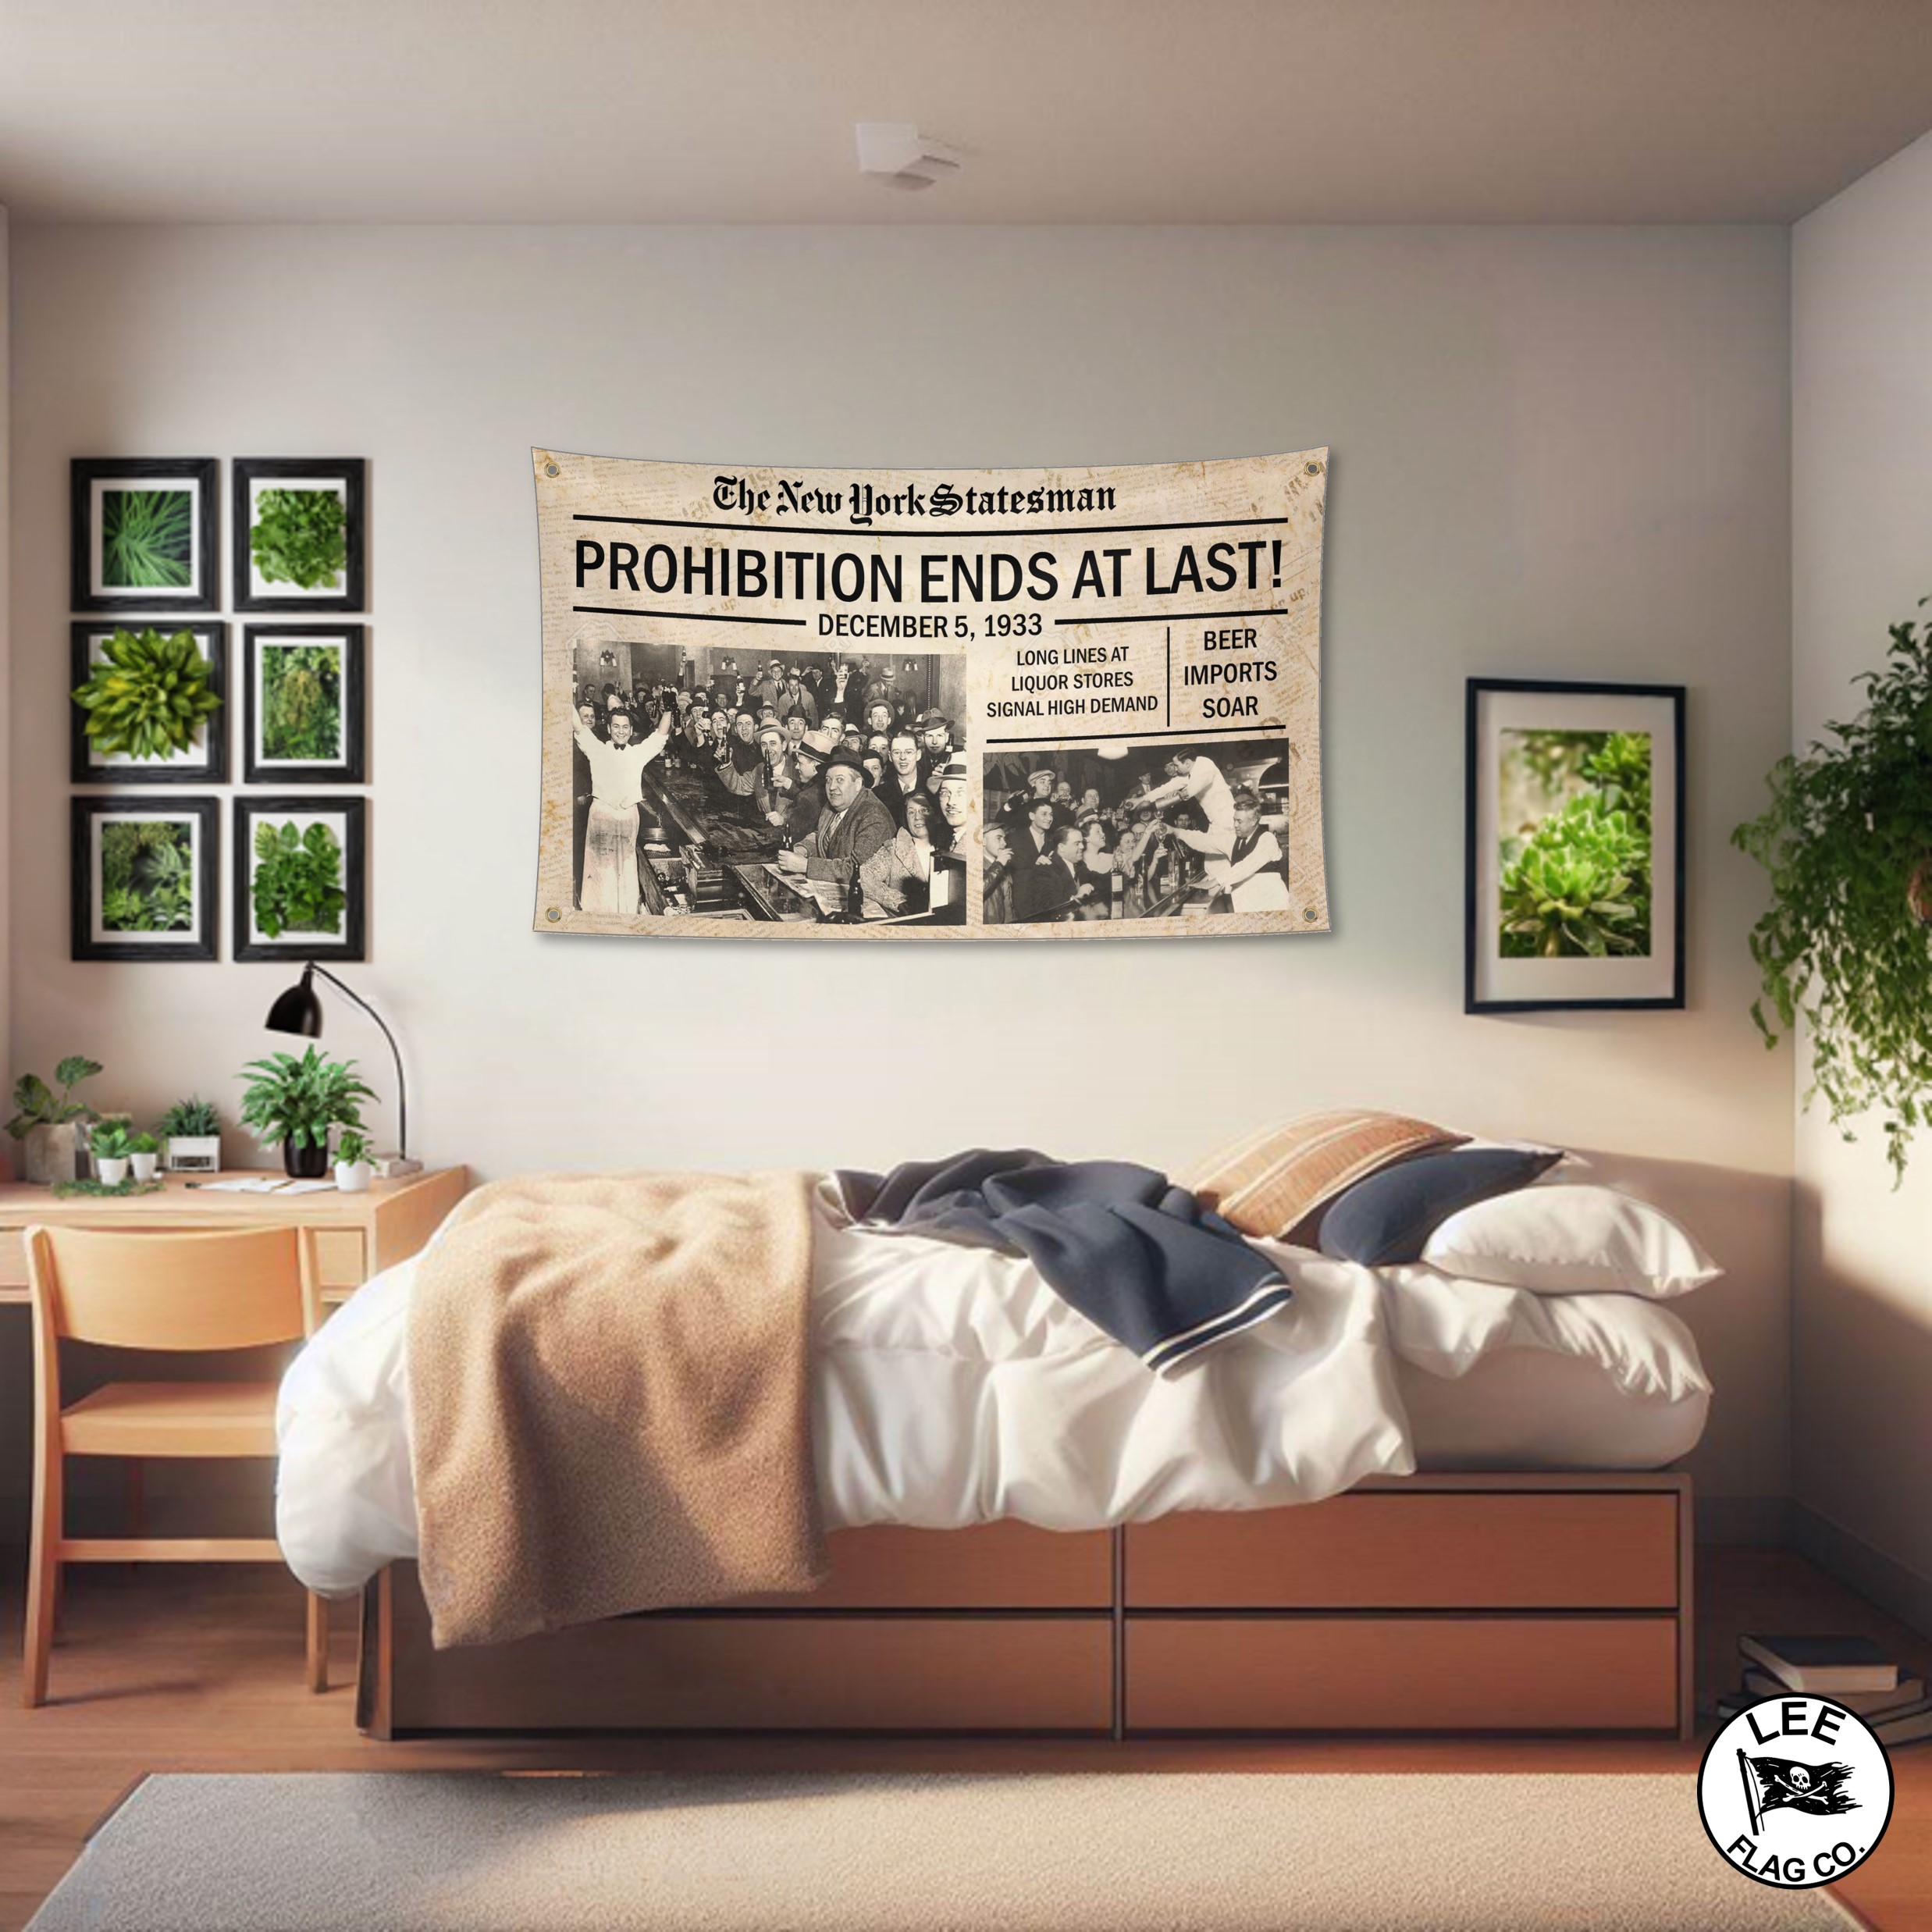 The New York Statesman
PROHIBITION ENDS AT LAST!
DECEMBER 5, 1933
LONG LINES AT
LIQUOR STORES
SIGNAL HIGH DEMAND
BEER
IMPORTS
SOAR
LEE
FLAG CO.